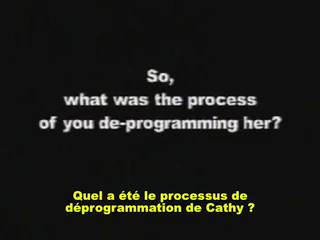 So,
what was the process
of you de-programming her?
Quel a été le processus de
déprogrammation de Cathy ?